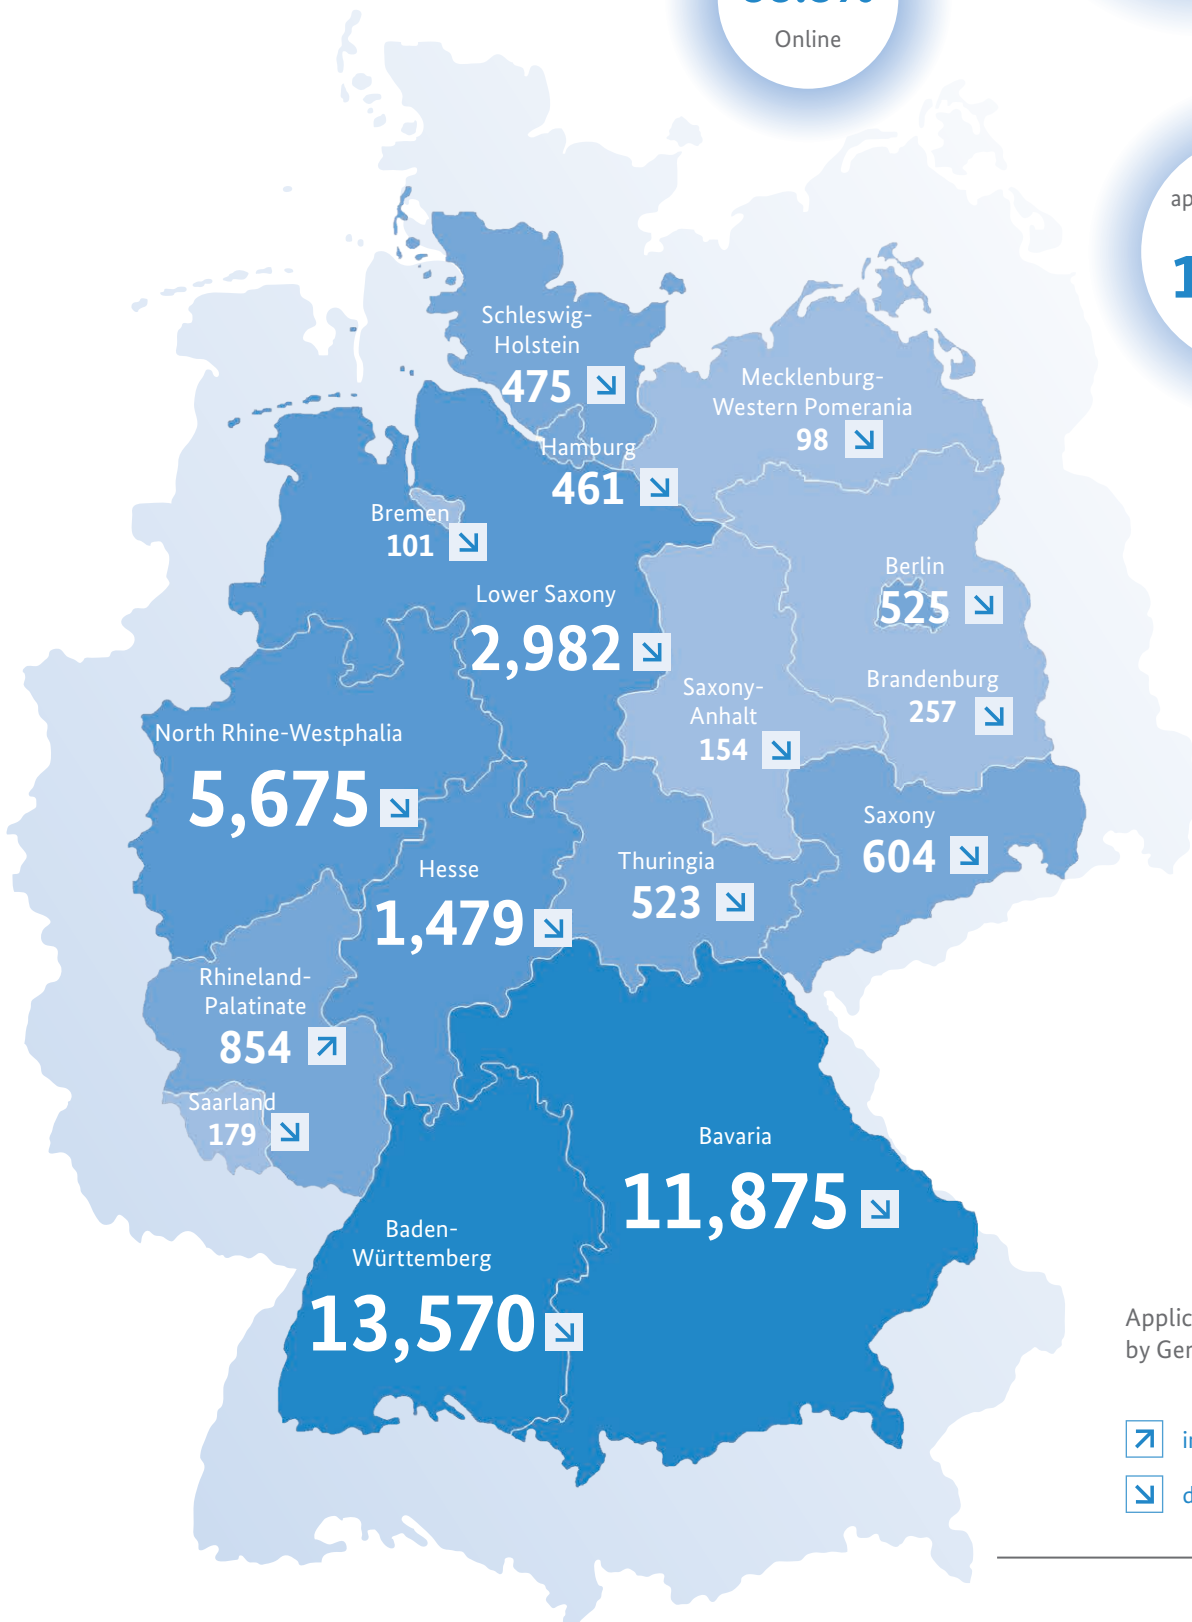 Online
Schleswig-
Holstein
475
Mecklenburg-
Western Pomerania
98
Hamburg
461
Bremen
101
Berlin
525
Lower Saxony
2,982
Brandenburg
257
Saxony-
Anhalt
154
North Rhine-Westphalia
5,675
Saxony
604
Thuringia
523
Hesse
1,479
Rhineland-
Palatinate
854
Saarland
179
Bavaria
11,875
Baden-
Württemberg
13,570
by